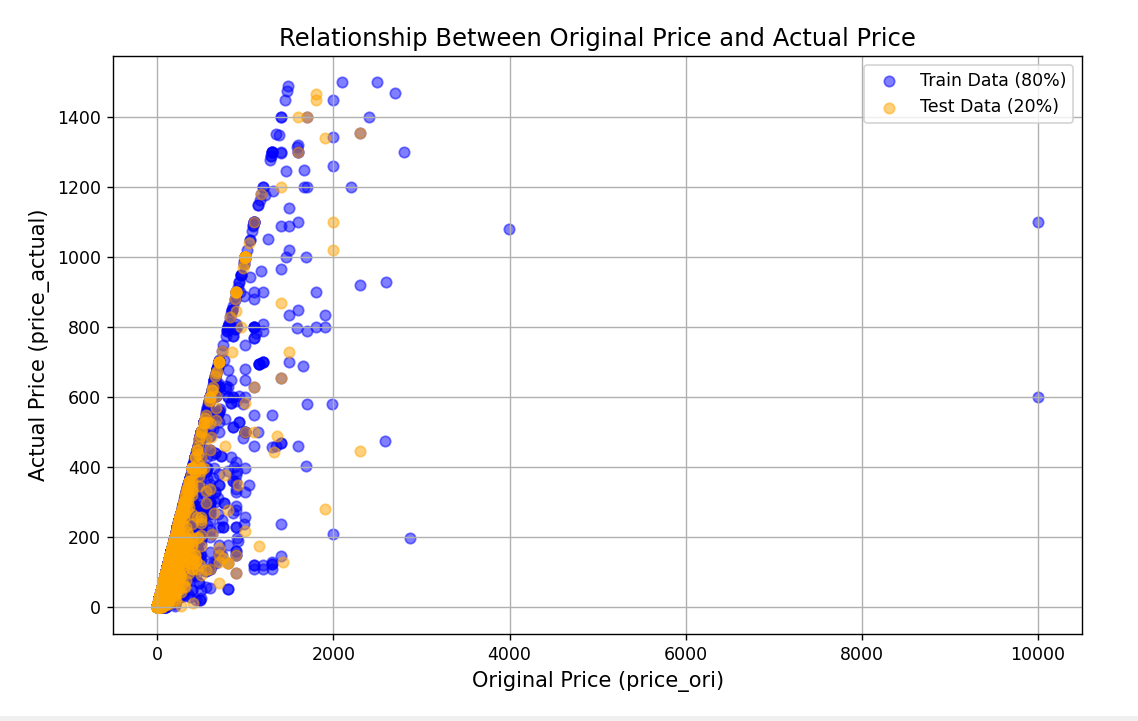 Relationship Between Original Price and Actual Price
Train Data (80%)
Test Data (20%)
Actual Price (price_actual)
1400
1200
1000
800
600
400
200
0
0 2000 4000 6000 8000 10000
Original Price (price_ori)